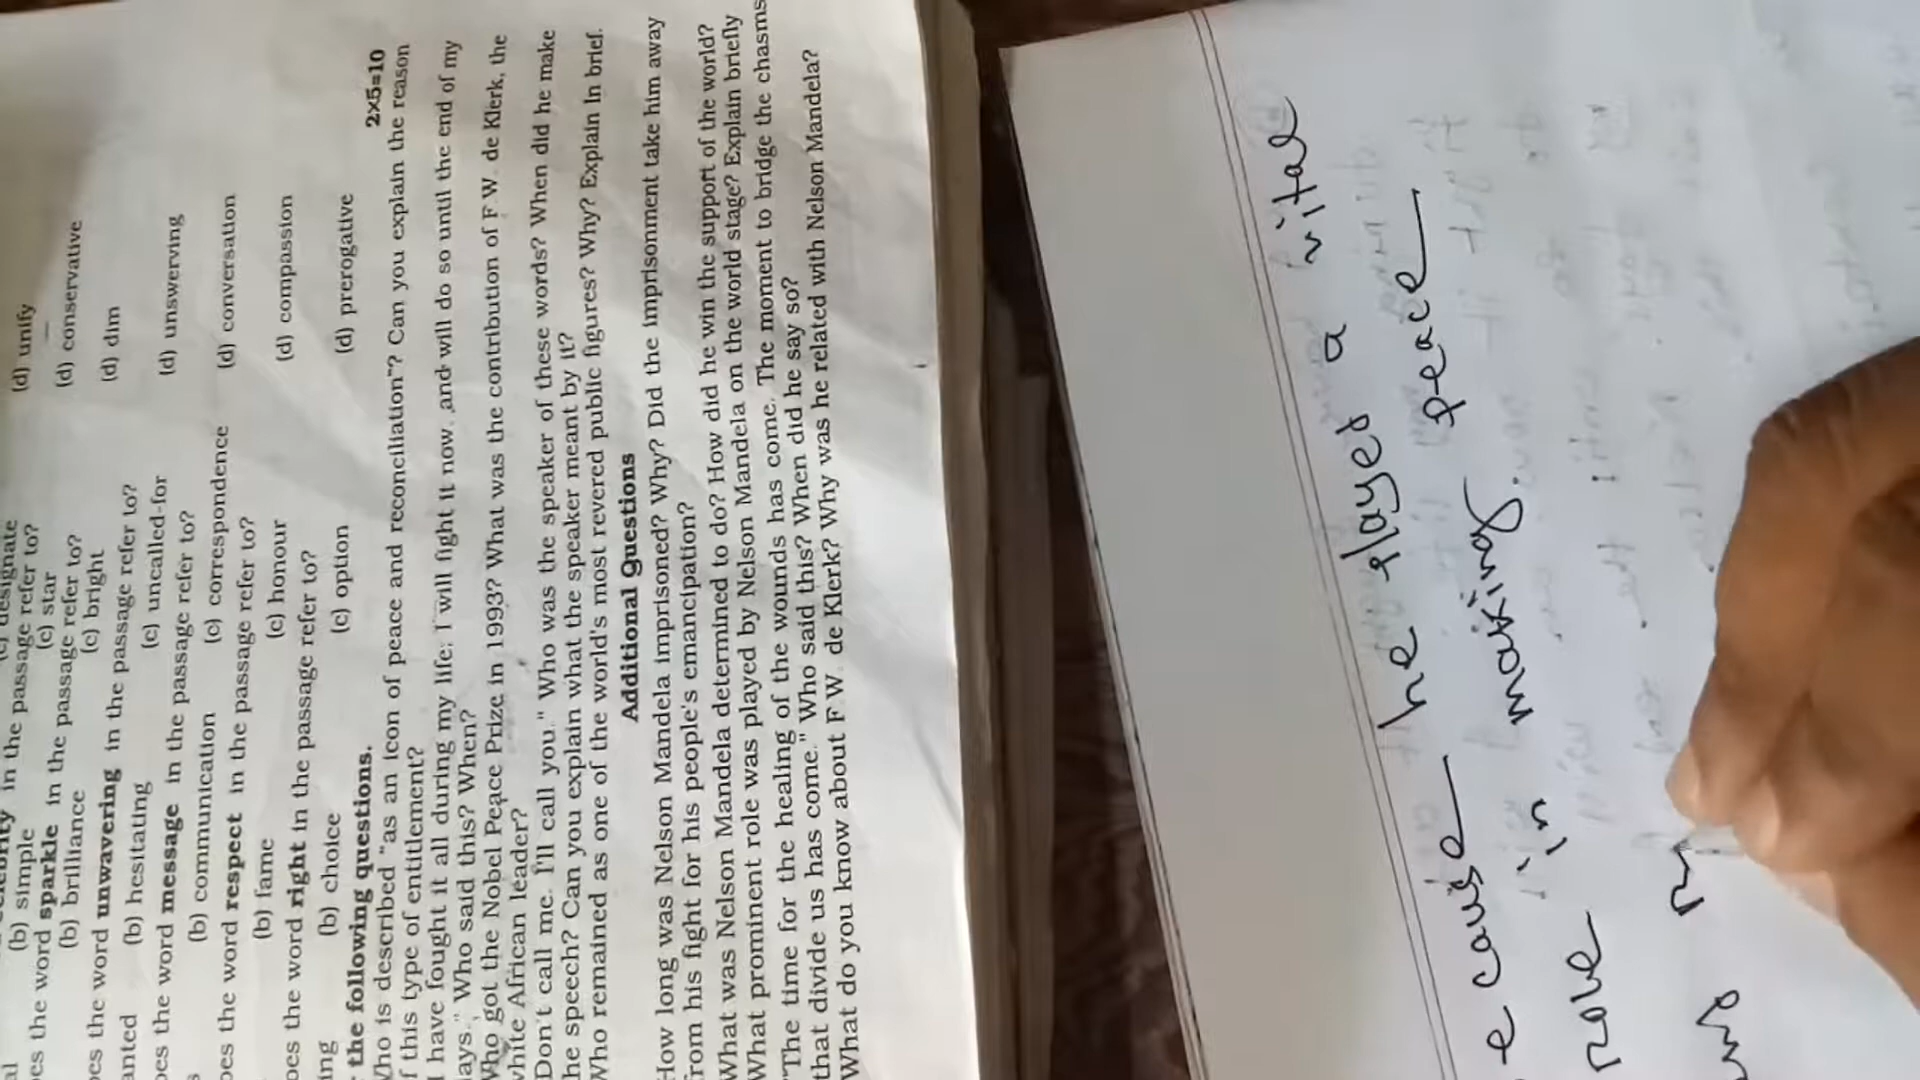 (c) designate
(d) unify
in the passage refer to?
(b) simple
(c) star
(d) conservative
the word sparkle in the passage refer to?
(b) brilliance
(c) bright
(d) dim
the word unwavering in the passage refer to?
(b) hesitating
(c) uncalled-for
(d) unswerving
the word message in the passage refer to?
(b) communication
(c) correspondence
(d) conversation
the word respect in the passage refer to?
(b) fame
(c) honour
(d) compassion
the word right in the passage refer to?
(b) choice
(c) option
(d) prerogative
the following questions.
2×5=10
Who is described "as an icon of peace and reconciliation"? Can you explain the reason
of this type of entitlement?
I have fought it all during my life; I will fight it now, and will do so until the end of my
days." Who said this? When?
Who got the Nobel Peace Prize in 1993? What was the contribution of F.W. de Klerk, the
white African leader?
Don't call me. I'll call you." Who was the speaker of these words? When did he make
the speech? Can you explain what the speaker meant by it?
Who remained as one of the world's most revered public figures? Why? Explain In brief.
Additional Questions
How long was Nelson Mandela imprisoned? Why? Did the imprisonment take him away
from his fight for his people's emancipation?
What was Nelson Mandela determined to do? How did he win the support of the world?
What prominent role was played by Nelson Mandela on the world stage? Explain briefly
"The time for the healing of the wounds has come. The moment to bridge the chasms
that divide us has come." Who said this? When did he say so?
What do you know about F.W. de Klerk? Why was he related with Nelson Mandela?
cause he played a vital
role in making peace